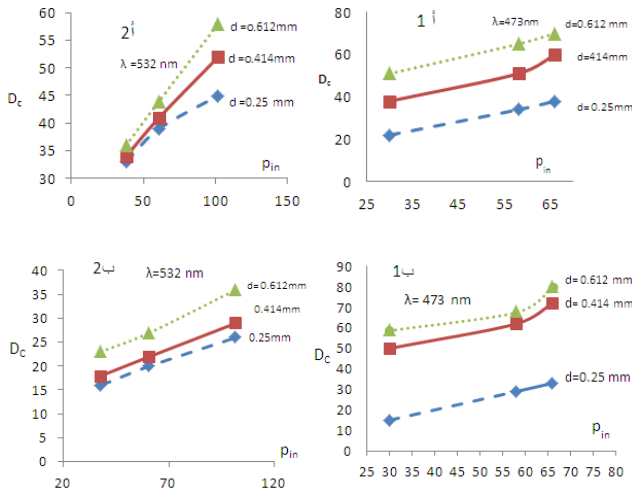 أ2
λ =532 nm
d=0.612mm
d=0.414mm
d=0.25 mm
Dc
60
55
50
45
40
35
30
0
50
100
150
pin
1 أ
λ=473nm
d=0.612 mm
d=414mm
d=0.25mm
Dc
80
60
40
20
0
25
35
45
55
65
pin
2ب
λ=532 nm
d=0.612mm
0.414mm
0.25mm
DC
40
35
30
25
20
15
10
5
0
20
70
120
pin
1ب
λ= 473 nm
d= 0.612 mm
d= 0.414 mm
d=0.25 mm
DC
90
80
70
60
50
40
30
20
10
0
25
30
35
40
45
50
55
60
65
70
75
80
pin